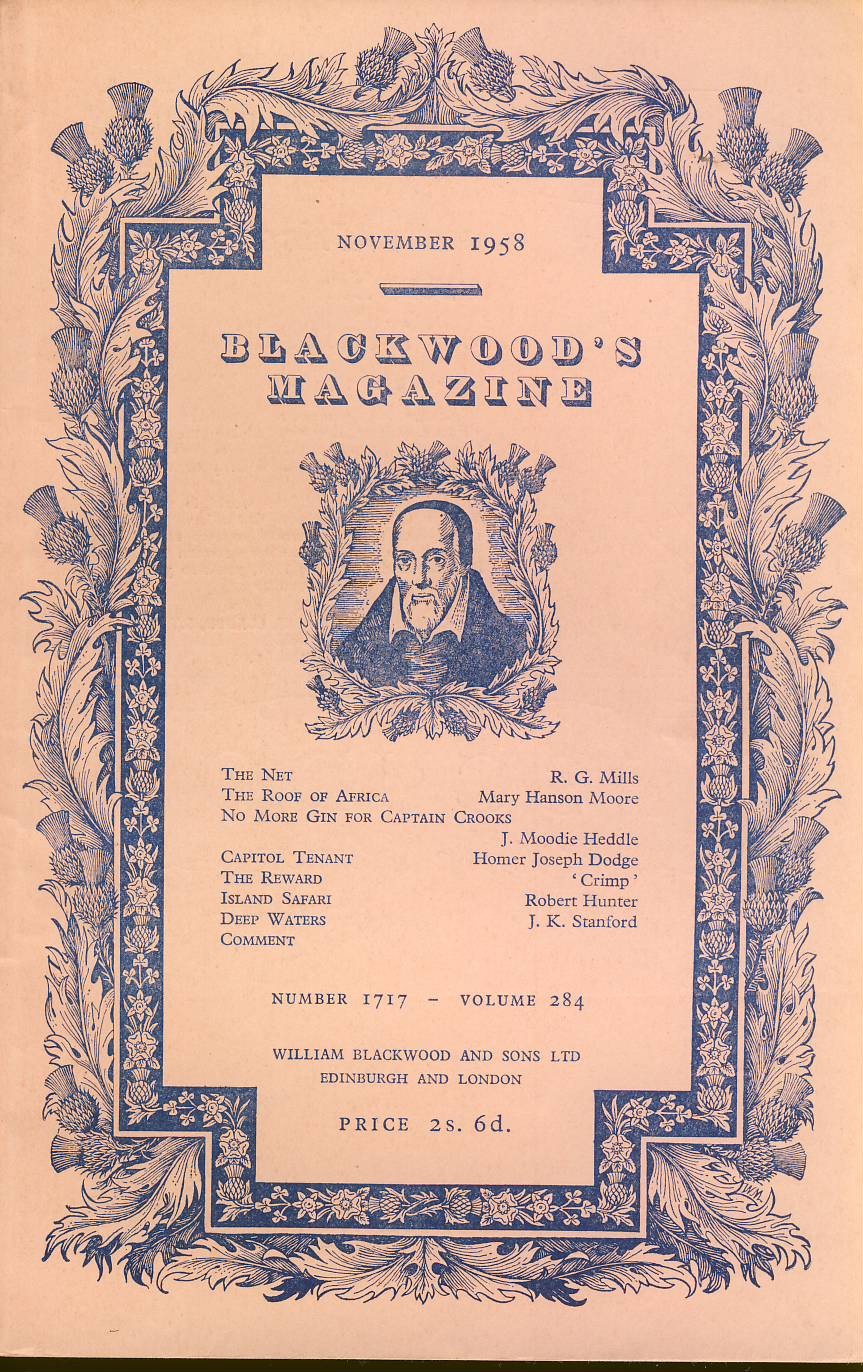 NOVEMBER 1958
BLACKWOOD'S
MAGAZINE
THE NET R. G. Mills
THE ROOF OF AFRICA Mary Hanson Moore
NO MORE GIN FOR CAPTAIN CROOKS
J. Moodie Heddle
CAPITOL TENANT Homer Joseph Dodge
THE REWARD ‘Crimp’
ISLAND SAFARI Robert Hunter
DEEP WATERS J. K. Stanford
COMMENT
NUMBER 1717 – VOLUME 284
WILLIAM BLACKWOOD AND SONS LTD
EDINBURGH AND LONDON
PRICE 2s. 6d.